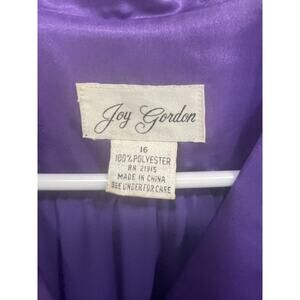 Joy Gordon
16
100% POLYESTER
RN 21915
MADE IN CHINA
SEE UNDER FOR CARE